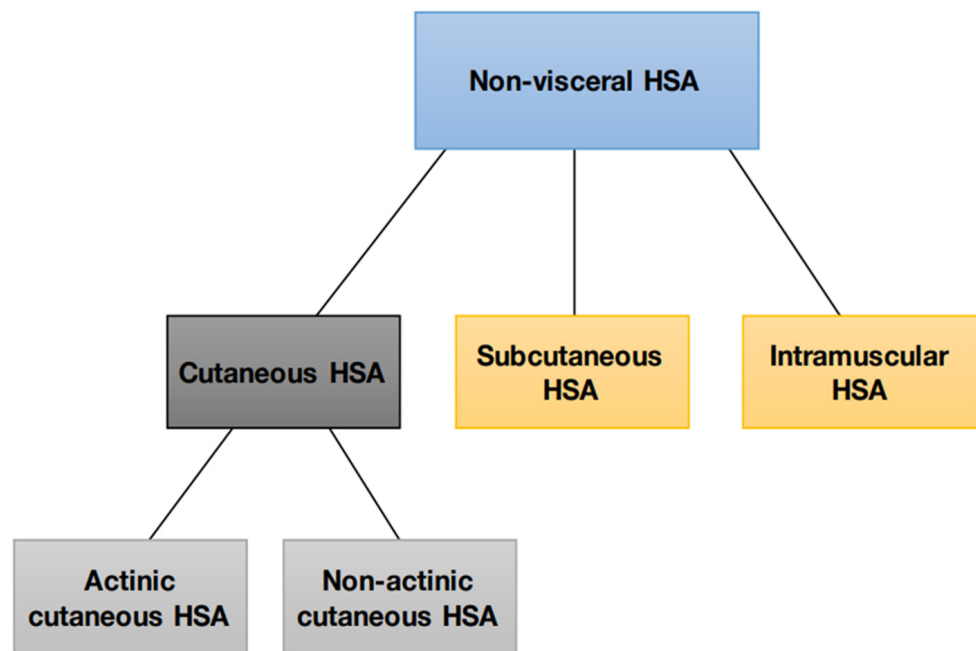 Non-visceral HSA
Cutaneous HSA
Subcutaneous
HSA
Intramuscular
HSA
Actinic
cutaneous HSA
Non-actinic
cutaneous HSA